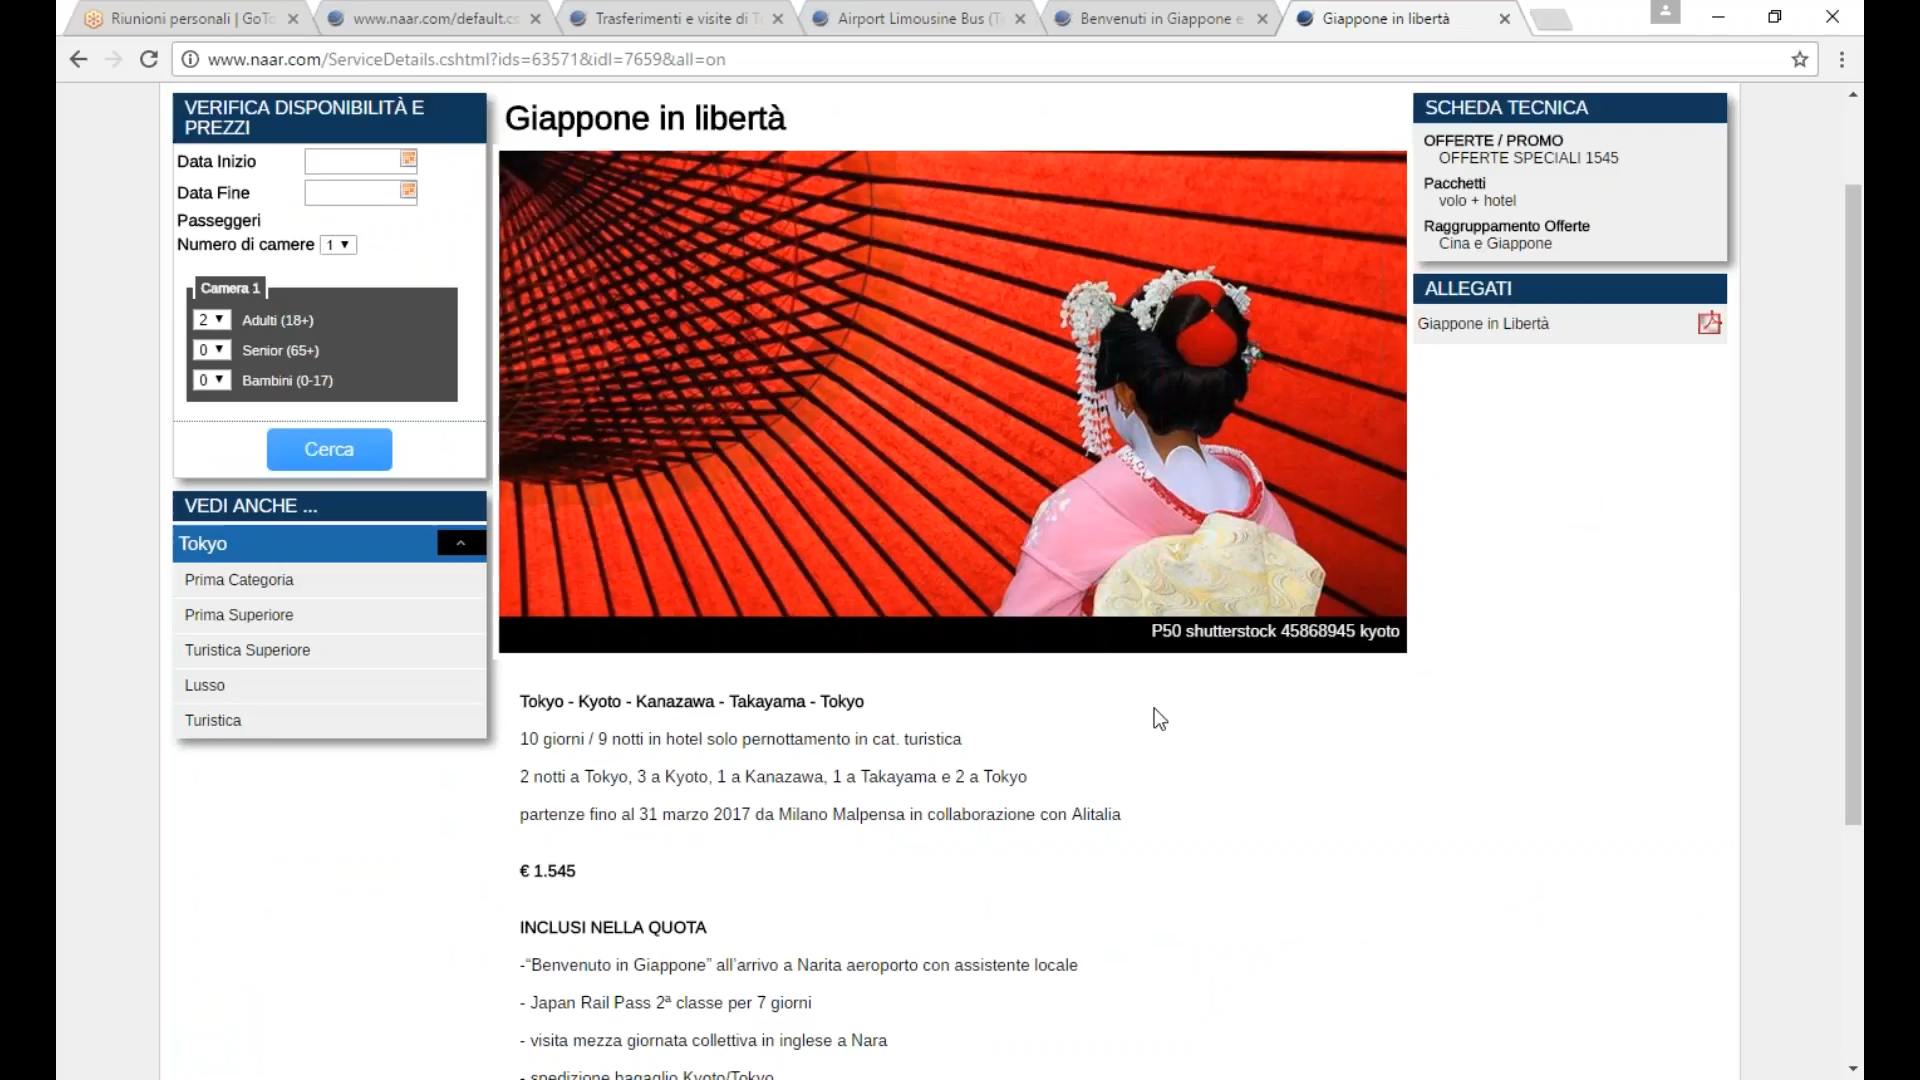 Riunioni personali | GoTo
www.naar.com/default.cs
Trasferimenti e visite di T
Airport Limousine Bus (T
Benvenuti in Giappone e
Giappone in libertà
www.naar.com/ServiceDetails.cshtml?ids=63571&idl=7659&all=on
VERIFICA DISPONIBILITÀ E
PREZZI
Data Inizio
Data Fine
Passeggeri
Numero di camere 1
Camera 1
2 Adulti (18+)
0 Senior (65+)
0 Bambini (0-17)
Cerca
VEDI ANCHE ...
Tokyo
Prima Categoria
Prima Superiore
Turistica Superiore
Lusso
Turistica
Giappone in libertà
P50 shutterstock 45868945 kyoto
Tokyo - Kyoto - Kanazawa - Takayama - Tokyo
10 giorni / 9 notti in hotel solo pernottamento in cat. turistica
2 notti a Tokyo, 3 a Kyoto, 1 a Kanazawa, 1 a Takayama e 2 a Tokyo
partenze fino al 31 marzo 2017 da Milano Malpensa in collaborazione con Alitalia
€ 1.545
INCLUSI NELLA QUOTA
-“Benvenuto in Giappone” all’arrivo a Narita aeroporto con assistente locale
- Japan Rail Pass 2ª classe per 7 giorni
- visita mezza giornata collettiva in inglese a Nara
- spedizione bagaglio Kyoto/Tokyo
SCHEDA TECNICA
OFFERTE / PROMO
OFFERTE SPECIALI 1545
Pacchetti
volo + hotel
Raggruppamento Offerte
Cina e Giappone
ALLEGATI
Giappone in Libertà